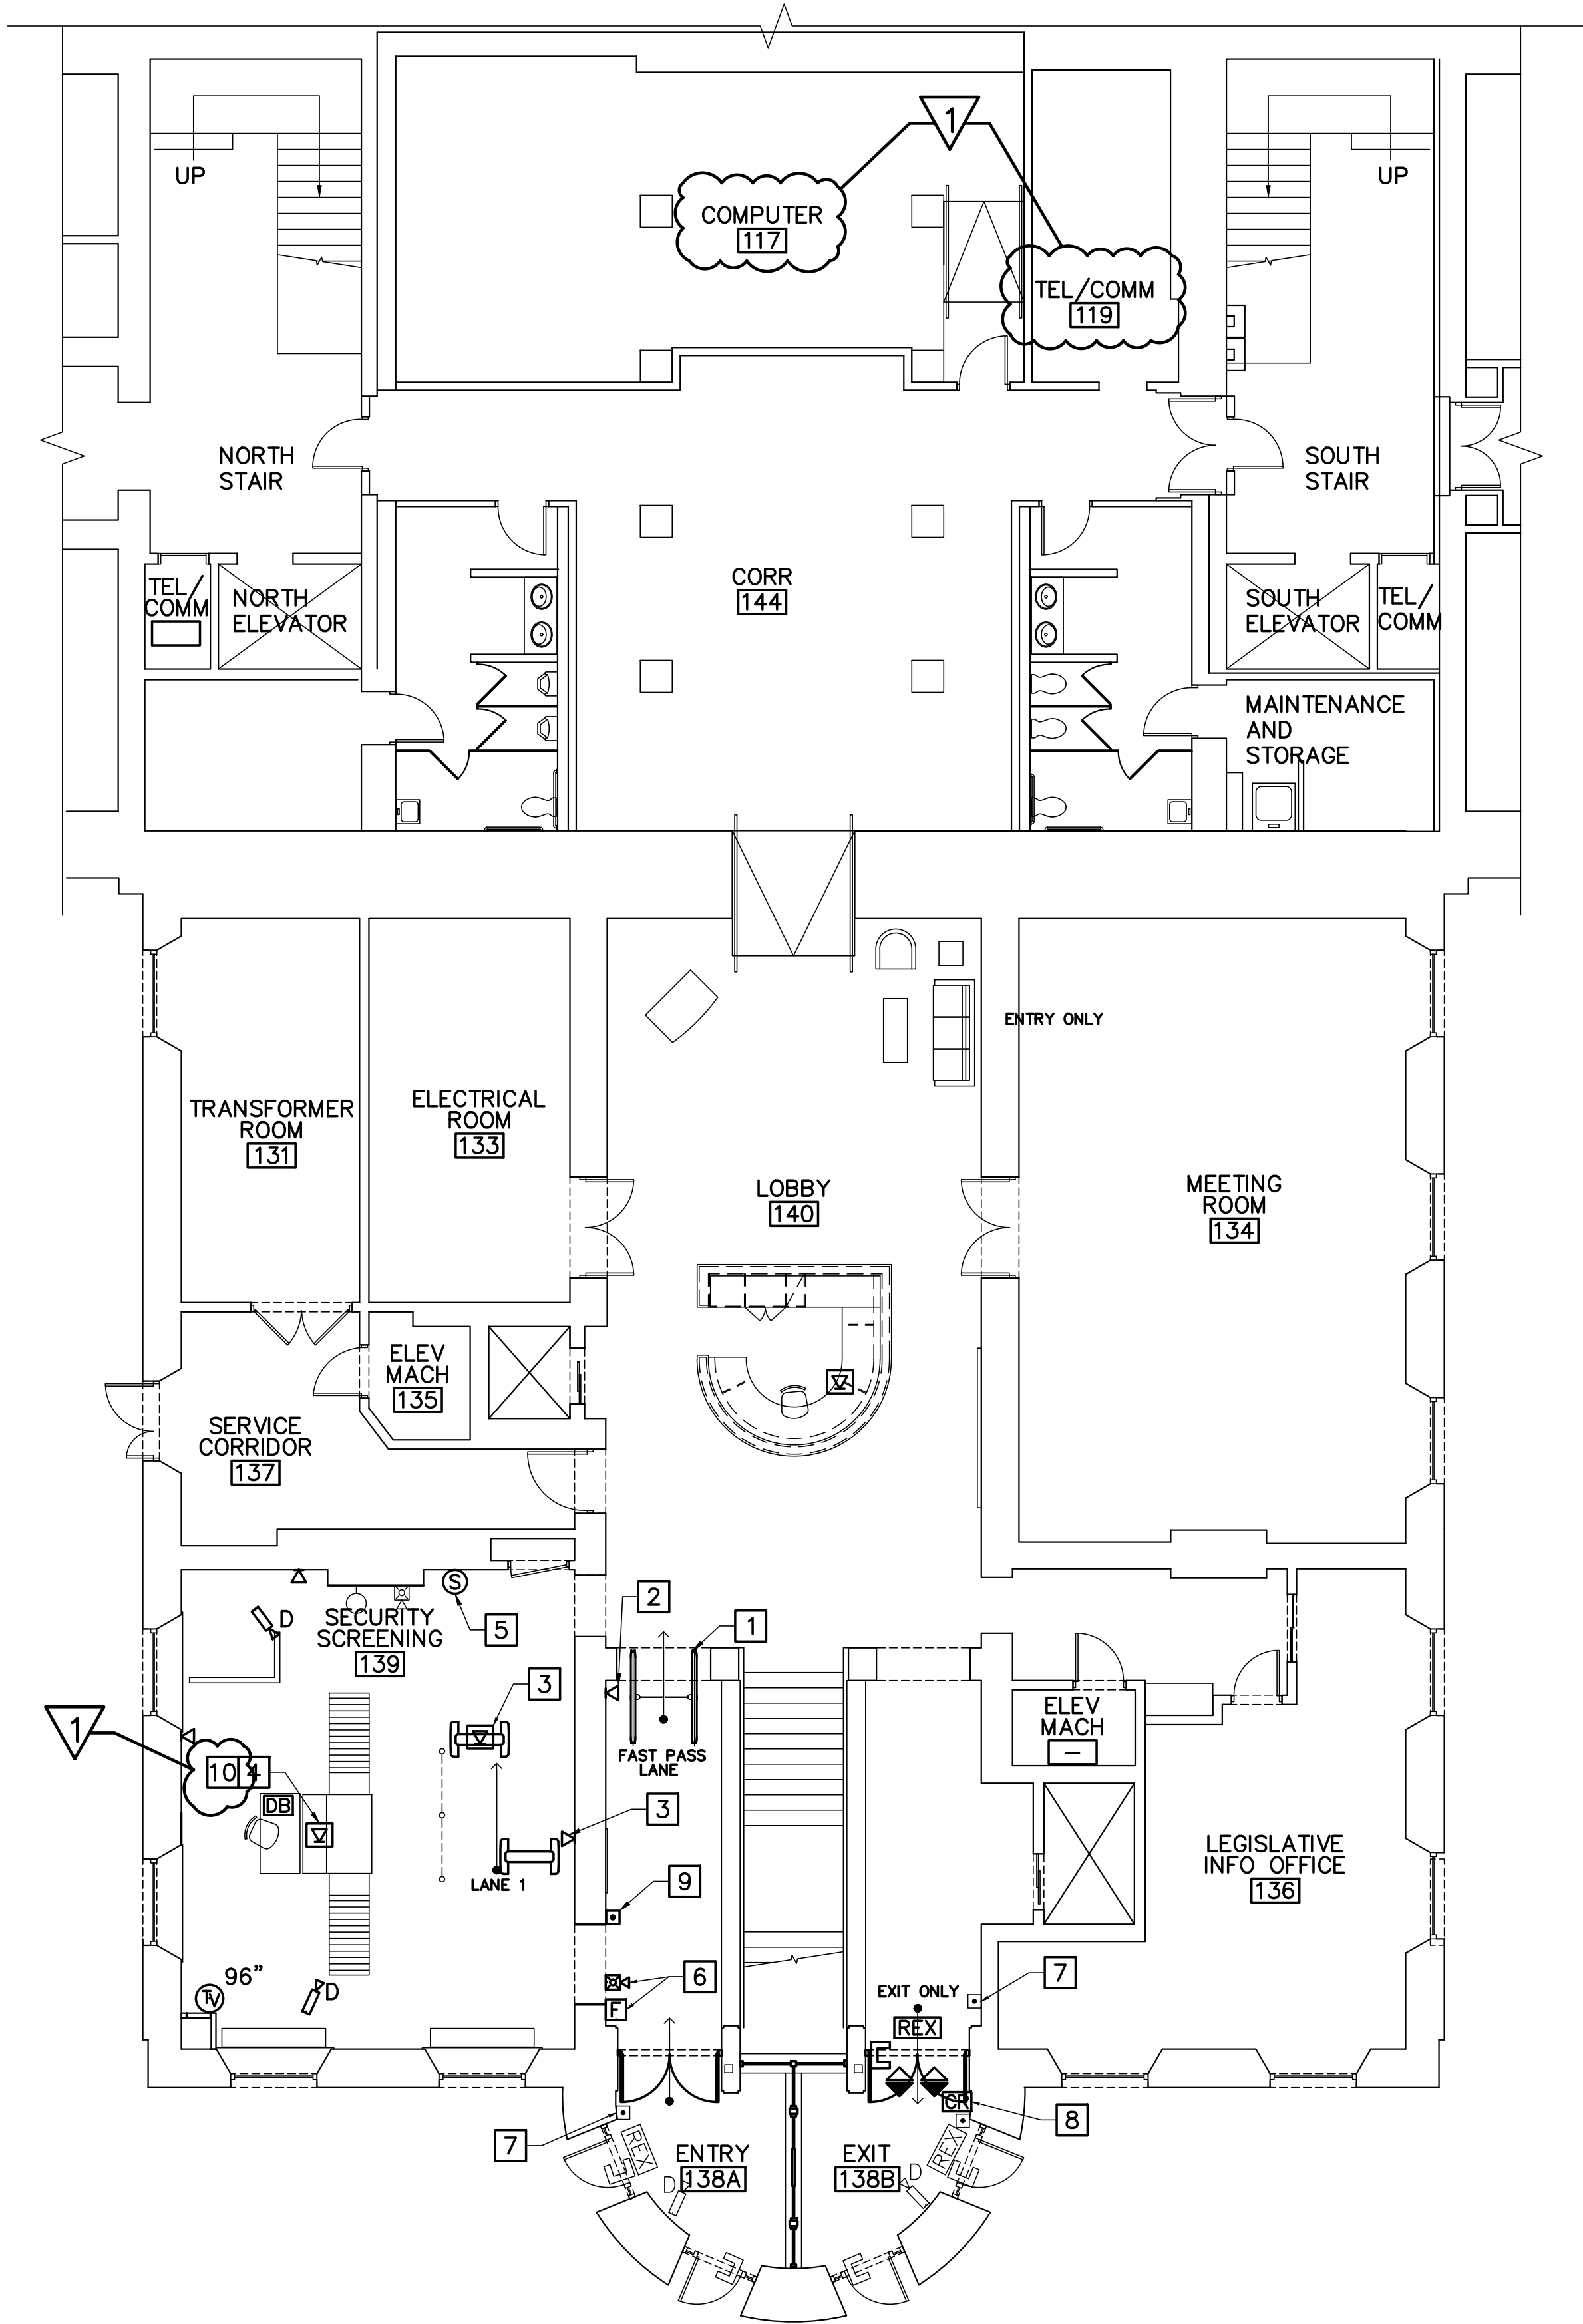 1
UP
UP
COMPUTER
117
TEL/COMM
119
NORTH
STAIR
SOUTH
STAIR
CORR
144
TEL/
COMM
NORTH
ELEVATOR
SOUTH
ELEVATOR
TEL/
COMM
MAINTENANCE
AND
STORAGE
ENTRY ONLY
TRANSFORMER
ROOM
131
ELECTRICAL
ROOM
133
LOBBY
140
MEETING
ROOM
134
ELEV
MACH
135
SERVICE
CORRIDOR
137
S
2
1
5
D
SECURITY
SCREENING
139
3
1
10 4
DB
FAST PASS
LANE
ELEV
MACH
-
3
LANE 1
9
LEGISLATIVE
INFO OFFICE
136
96"
TV
D
6
F
EXIT ONLY
REX
7
CR
8
7
REX
ENTRY
138A
D
EXIT
138B
D
REX